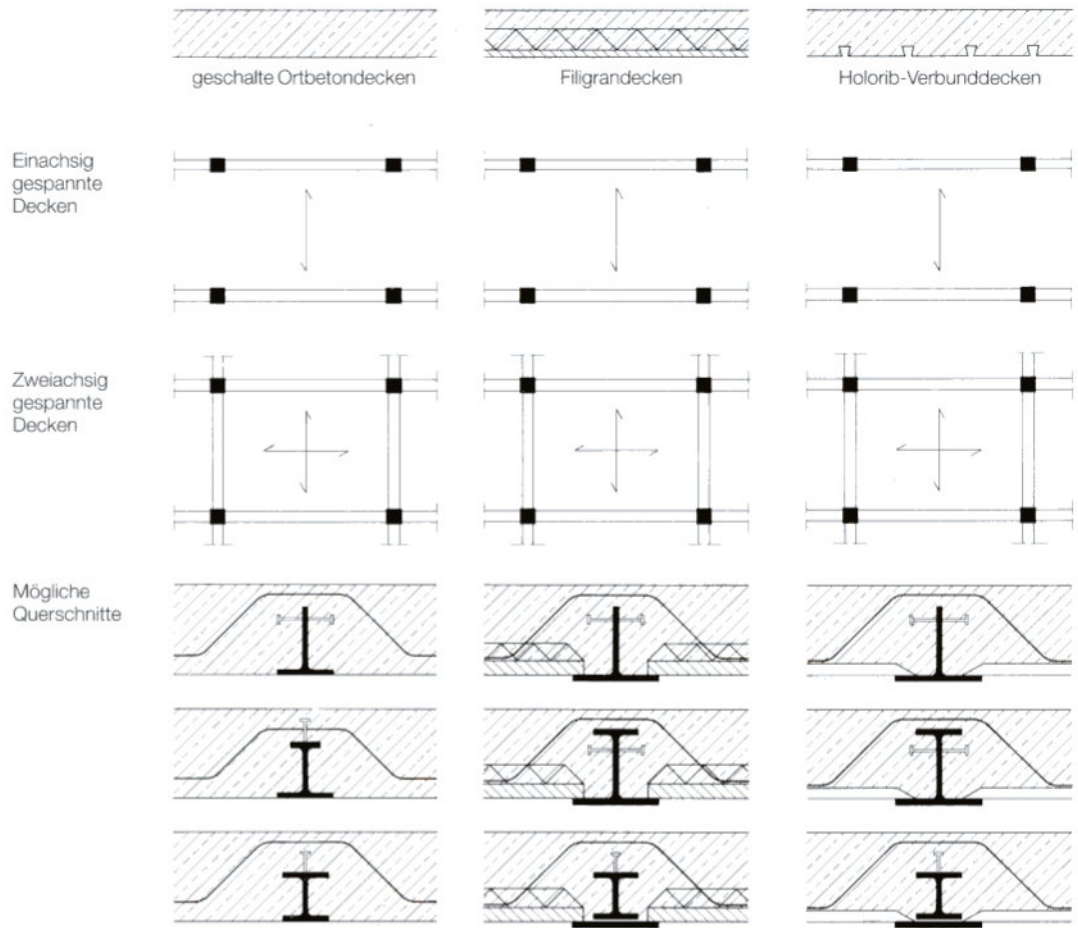 geschalte Ortbetondecken
Filigrandecken
Holorib-Verbunddecken
Einachsig
gespannte
Decken
Zweiachsig
gespannte
Decken
Mögliche
Querschnitte